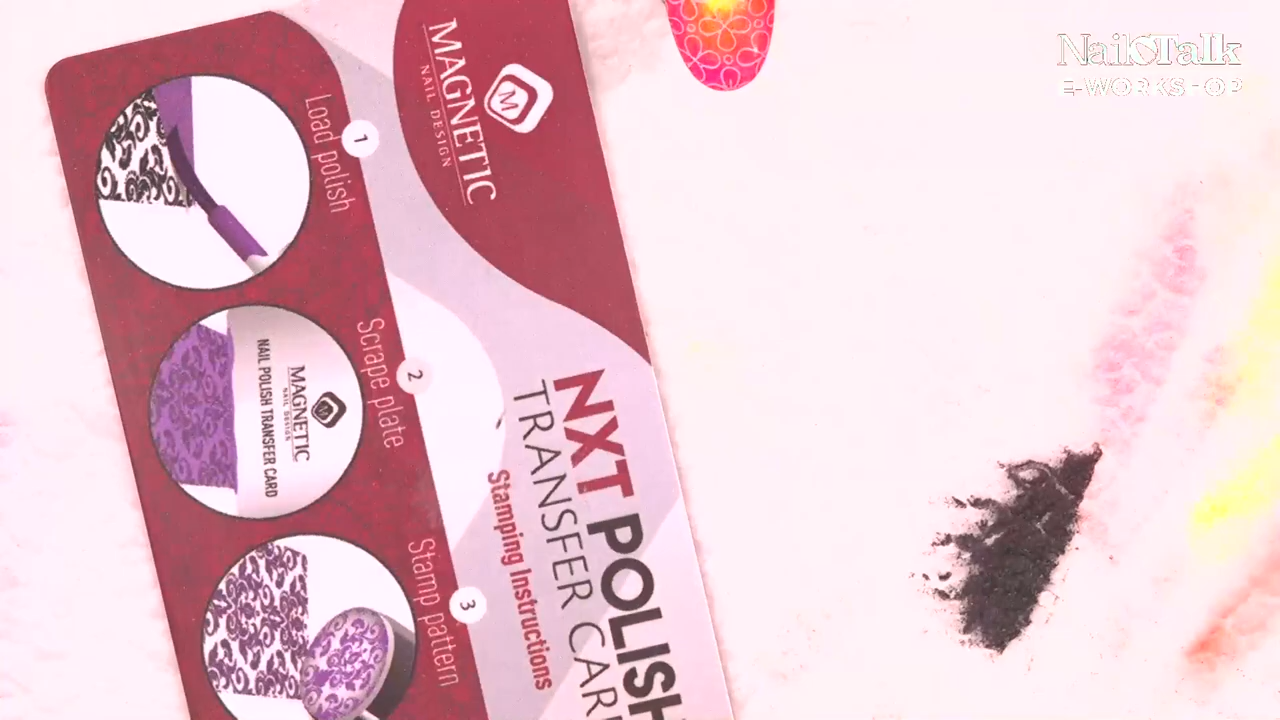 NailTalk
E-WORKSHOP
MAGNETIC
NAIL DESIGN
M
NXT POLISH
TRANSFER CARD
Stamping Instructions
1
Load polish
2
Scrape plate
MAGNETIC
NAIL DESIGN
NAIL POLISH TRANSFER CARD
3
Stamp pattern